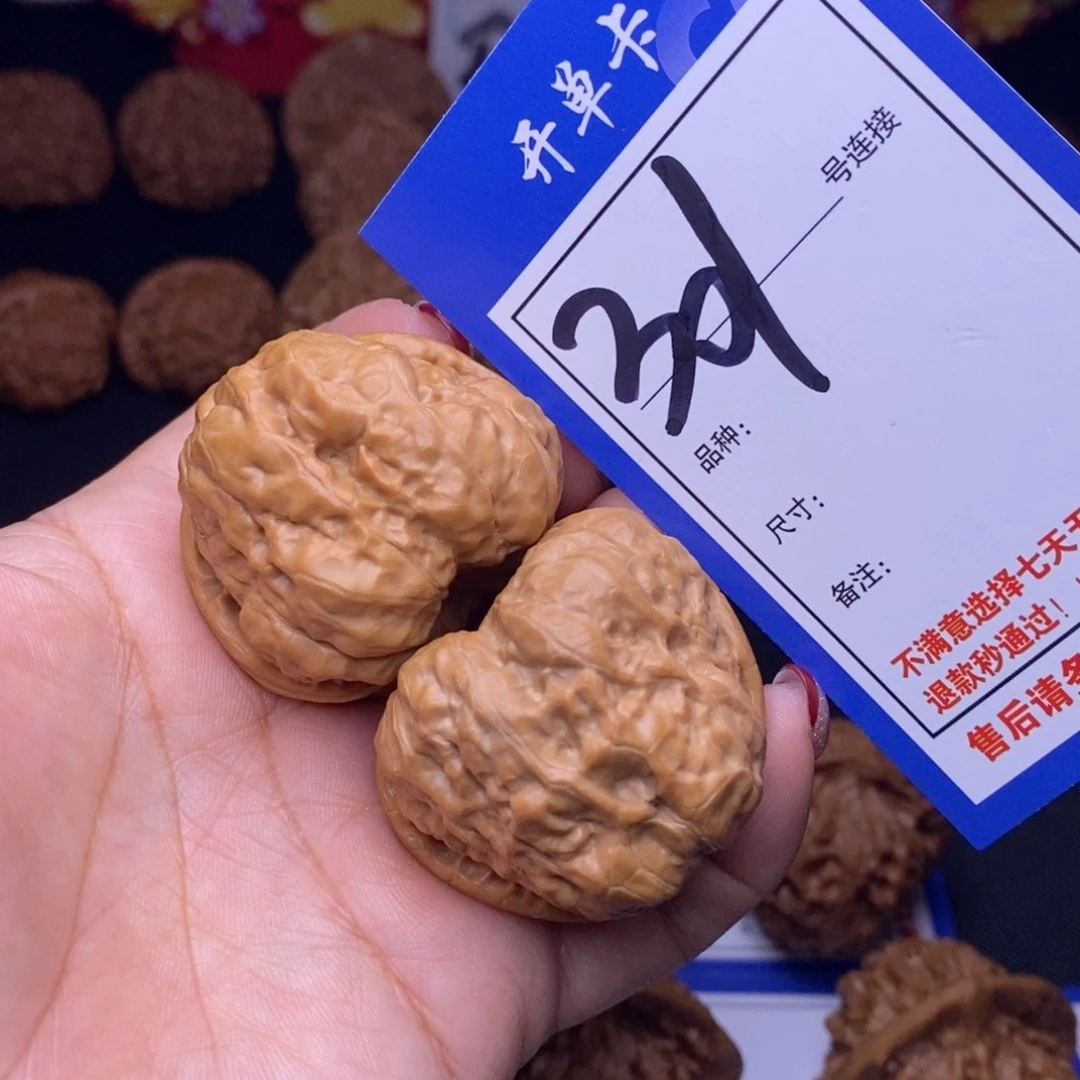 开单卡
号连接
品种：
尺寸：
备注：
不满意选择七天无
退款秒通过！
售后请务